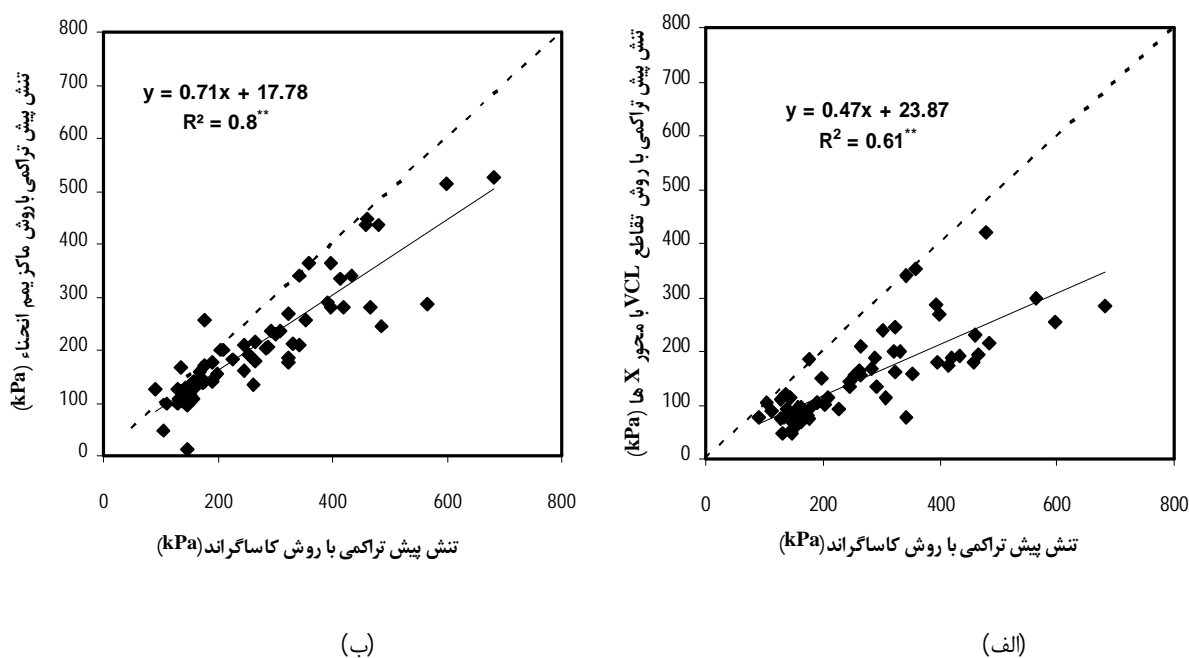 تنش پیش تراکمی با روش تقاطع VCL با محور X ها (kPa)
800
700
600
500
400
300
200
100
0
y = 0.47x + 23.87
R² = 0.61**
0 200 400 600 800
تنش پیش تراکمی با روش کاساگراند (kPa)
(الف)
تنش پیش تراکمی با روش ماکزیمم انحناء (kPa)
800
700
600
500
400
300
200
100
0
y = 0.71x + 17.78
R² = 0.8**
0 200 400 600 800
تنش پیش تراکمی با روش کاساگراند (kPa)
(ب)